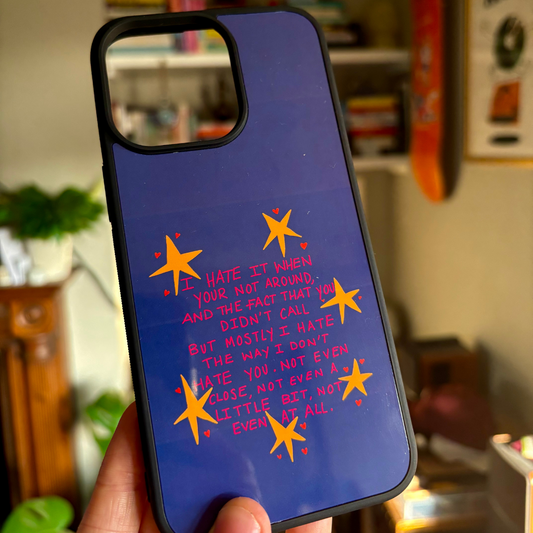 I HATE IT WHEN
YOUR NOT AROUND,
AND THE FACT THAT YOU
DIDN'T CALL
BUT MOSTLY I HATE
THE WAY I DON'T
HATE YOU. NOT EVEN
CLOSE, NOT EVEN A
LITTLE BIT, NOT
EVEN AT ALL.